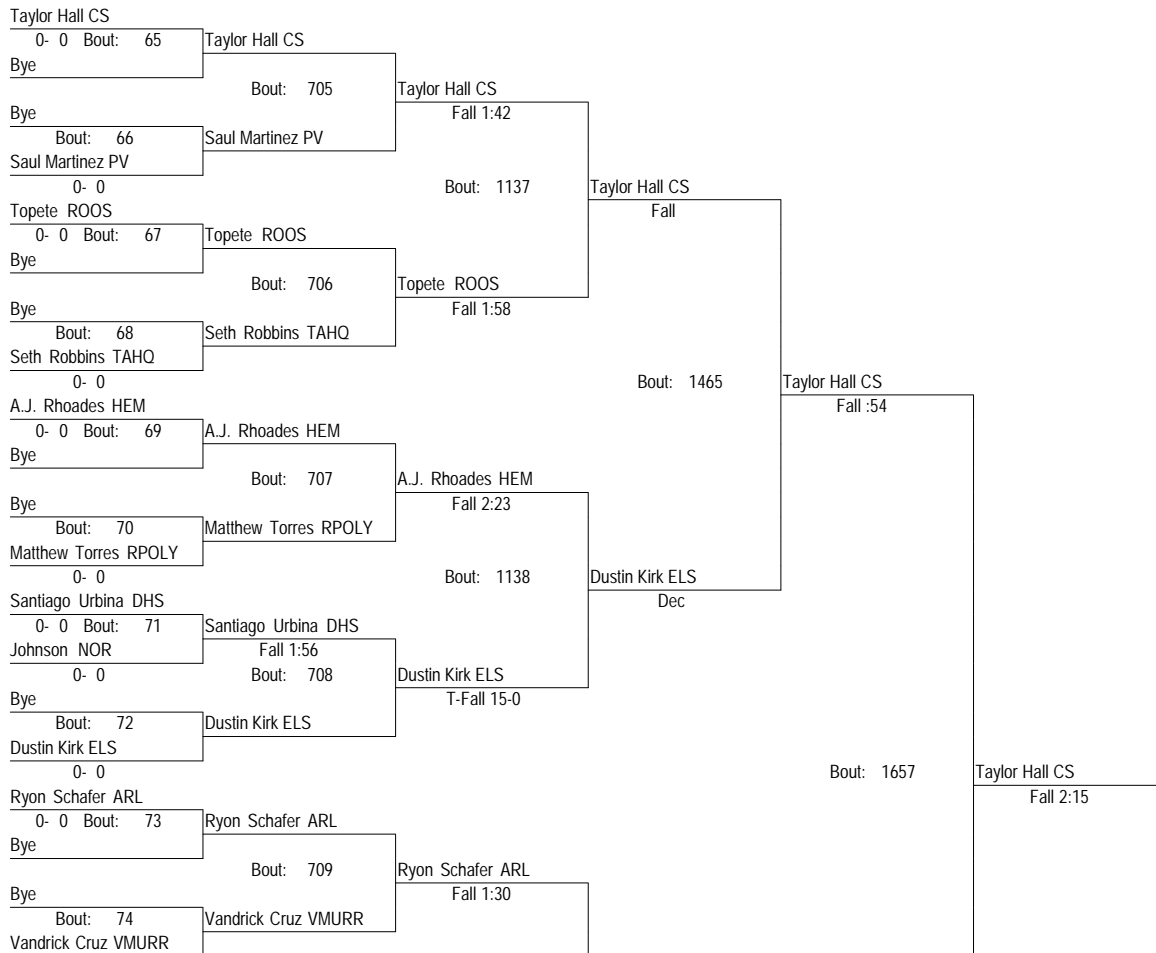 Taylor Hall CS
0- 0 Bout: 65 Taylor Hall CS
Bye
Bout: 705 Taylor Hall CS
Bye Fall 1:42
Bout: 66 Saul Martinez PV
Saul Martinez PV
0- 0 Bout: 1137 Taylor Hall CS
Topete ROOS Fall
0- 0 Bout: 67 Topete ROOS
Bye
Bout: 706 Topete ROOS
Bye Fall 1:58
Bout: 68 Seth Robbins TAHQ
Seth Robbins TAHQ
0- 0 Bout: 1465 Taylor Hall CS
A.J. Rhoades HEM Fall :54
0- 0 Bout: 69 A.J. Rhoades HEM
Bye
Bout: 707 A.J. Rhoades HEM
Bye Fall 2:23
Bout: 70 Matthew Torres RPOLY
Matthew Torres RPOLY
0- 0 Bout: 1138 Dustin Kirk ELS
Santiago Urbina DHS Dec
0- 0 Bout: 71 Santiago Urbina DHS
Johnson NOR Fall 1:56
0- 0 Bout: 708 Dustin Kirk ELS
Bye T-Fall 15-0
Bout: 72 Dustin Kirk ELS
Dustin Kirk ELS
0- 0 Bout: 1657 Taylor Hall CS
Ryon Schafer ARL Fall 2:15
0- 0 Bout: 73 Ryon Schafer ARL
Bye
Bout: 709 Ryon Schafer ARL
Bye Fall 1:30
Bout: 74 Vandrick Cruz VMURR
Vandrick Cruz VMURR